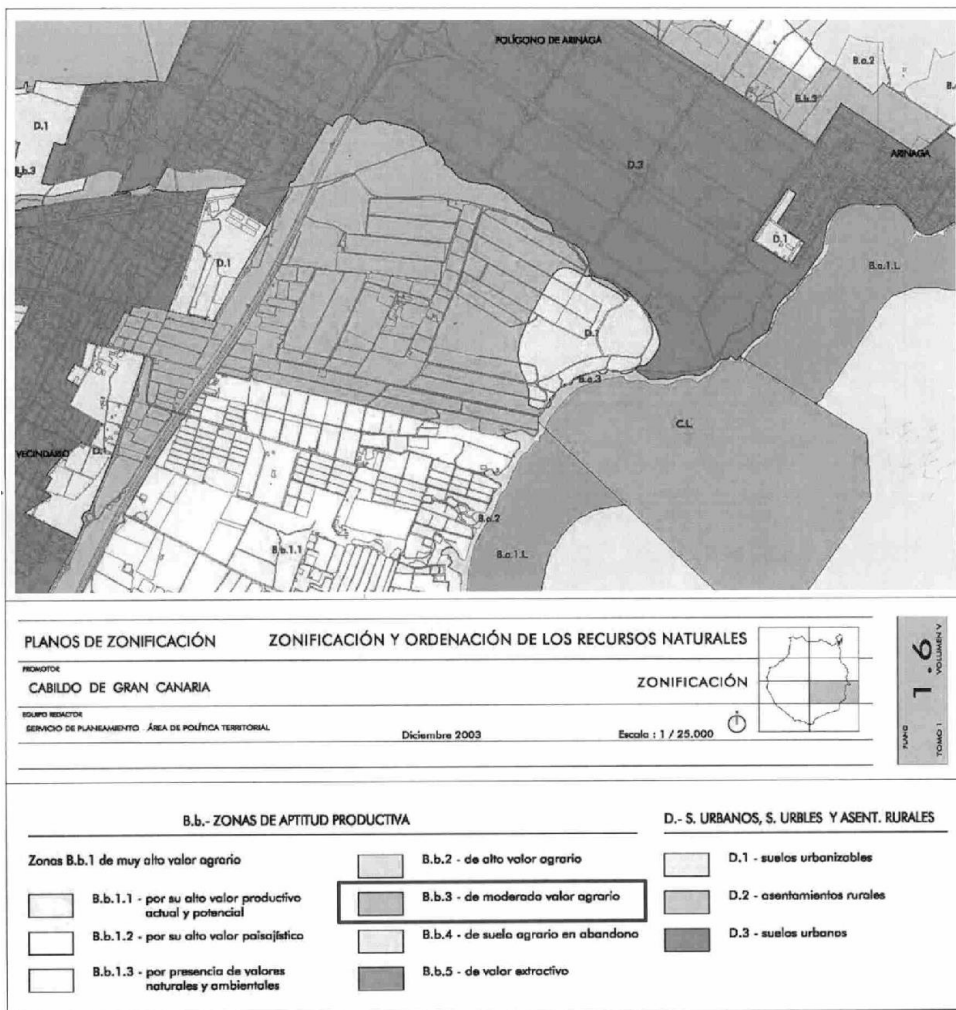 POLÍGONO DE ARINAGA
B.a.2
B.b.3
D.1
B.b.3
D.3
ARINAGA
D.1
D.1
B.a.1.L.
D.1
B.a.3
C.L.
VECINDARIO
D.1
B.a.2
B.b.1.1
B.a.1.L.
PLANOS DE ZONIFICACIÓN
ZONIFICACIÓN Y ORDENACIÓN DE LOS RECURSOS NATURALES
PROMOTOR
CABILDO DE GRAN CANARIA
ZONIFICACIÓN
EQUIPO REDACTOR
SERVICIO DE PLANEAMIENTO ÁREA DE POLÍTICA TERRITORIAL
Diciembre 2003
Escala : 1 / 25.000
PLANO
1.6
TOMO 1 VOLUMEN V
B.b.- ZONAS DE APTITUD PRODUCTIVA
Zonas B.b.1 de muy alto valor agrario
B.b.1.1 - por su alto valor productivo
actual y potencial
B.b.1.2 - por su alto valor paisajístico
B.b.1.3 - por presencia de valores
naturales y ambientales
B.b.2 - de alto valor agrario
B.b.3 - de moderado valor agrario
B.b.4 - de suelo agrario en abandono
B.b.5 - de valor extractivo
D.- S. URBANOS, S. URBLES Y ASENT. RURALES
D.1 - suelos urbanizables
D.2 - asentamientos rurales
D.3 - suelos urbanos